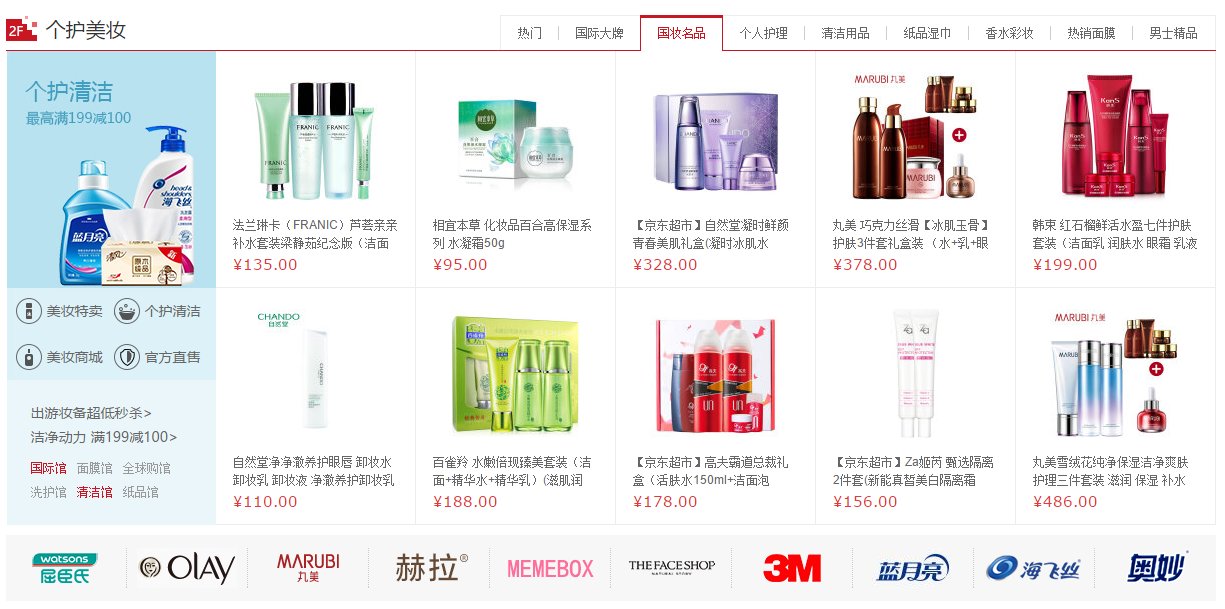 2F 个护美妆
热门 国际大牌 国妆名品 个人护理 清洁用品 纸品湿巾 香水彩妆 热销面膜 男士精品
个护清洁
最高满199减100
head& shoulders
海飞丝
蓝月亮
原木
纯品
新
美妆特卖 个护清洁
美妆商城 官方直售
出游妆备超低秒杀>
洁净动力 满199减100>
国际馆 面膜馆 全球购馆
洗护馆 清洁馆 纸品馆
FRANIC FRANIC FRANIC
法兰琳卡（FRANIC）芦荟亲亲
补水套装梁静茹纪念版（洁面
¥135.00
相宜本草
相宜本草 化妆品百合高保湿系
列 水凝霜50g
¥95.00
【京东超市】自然堂凝时鲜颜
青春美肌礼盒(凝时冰肌水
¥328.00
MARUBI 丸美
MARUBI
MARUBI
丸美 巧克力丝滑【冰肌玉骨】
护肤3件套礼盒装 （水+乳+眼
¥378.00
KanS
韩束 红石榴鲜活水盈七件护肤
套装（洁面乳 润肤水 眼霜 乳液
¥199.00
CHANDO
自然堂
CHANDO
自然堂净净澈养护眼唇 卸妆水
卸妆乳 卸妆液 净澈养护卸妆乳
¥110.00
百雀羚 水嫩倍现臻美套装（洁
面+精华水+精华乳）(滋肌润
¥188.00
【京东超市】高夫霸道总裁礼
盒（活肤水150ml+洁面泡
¥178.00
【京东超市】Za姬芮 甄选隔离
2件套(新能真皙美白隔离霜
¥156.00
MARUBI 丸美
MARUBI
丸美雪绒花纯净保湿洁净爽肤
护理三件套装 滋润 保湿 补水
¥486.00
watsons
屈臣氏
OLAY
MARUBI
丸美
赫拉®
MEMEBOX
THE FACE SHOP
NATURAL STORY
3M
蓝月亮
海飞丝
奥妙